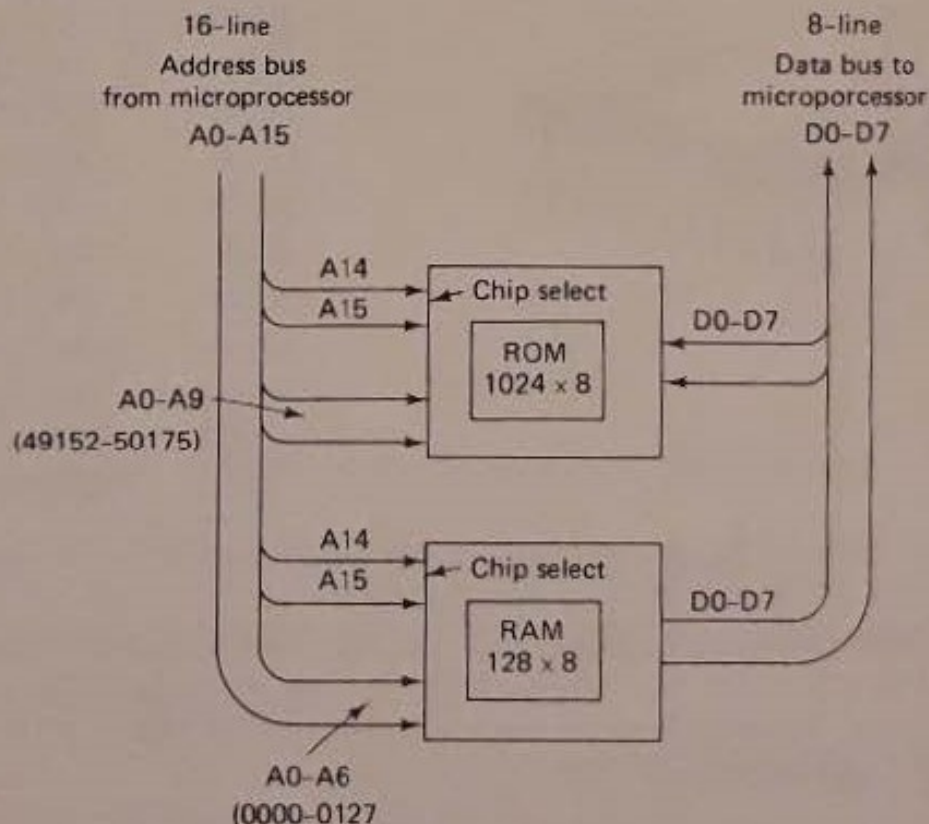 16-line
Address bus
from microprocessor
A0-A15
8-line
Data bus to
microporcessor
D0-D7
A14
A15
Chip select
ROM
1024 x 8
D0-D7
A0-A9
(49152-50175)
A14
A15
Chip select
RAM
128 x 8
D0-D7
A0-A6
(0000-0127